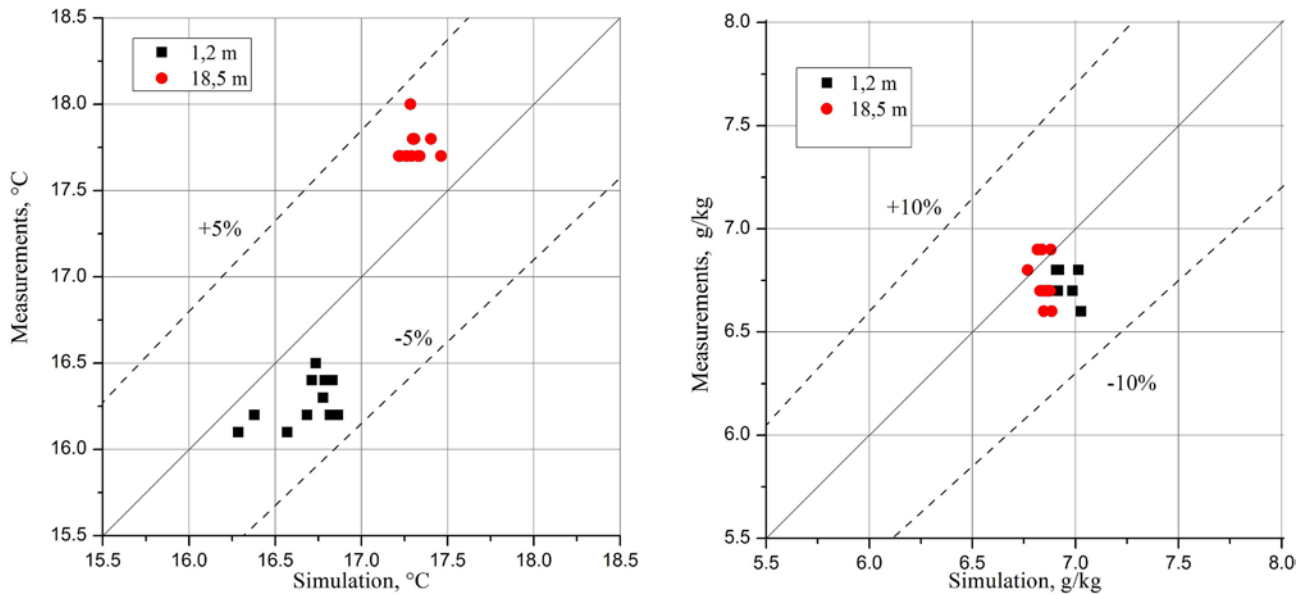 18.5
18.0
17.5
17.0
16.5
16.0
15.5
15.5 16.0 16.5 17.0 17.5 18.0 18.5
Measurements, °C
Simulation, °C
1,2 m
18,5 m
+5%
-5%
8.0
7.5
7.0
6.5
6.0
5.5
5.5 6.0 6.5 7.0 7.5 8.0
Measurements, g/kg
Simulation, g/kg
1,2 m
18,5 m
+10%
-10%